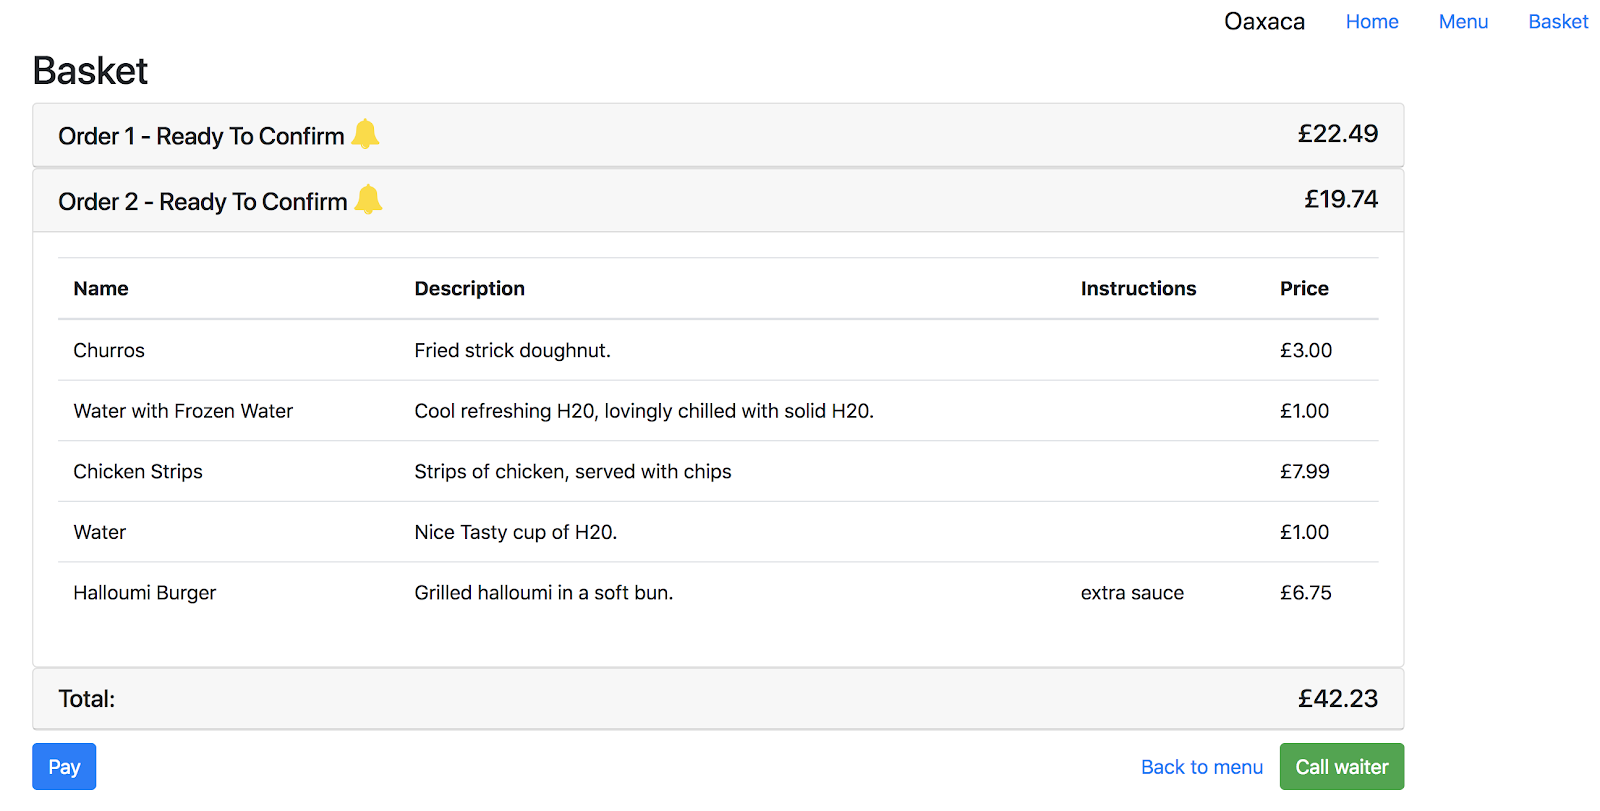 Oaxaca Home Menu Basket
Basket
Order 1 - Ready To Confirm £22.49
Order 2 - Ready To Confirm £19.74
Name Description Instructions Price
Churros Fried strick doughnut. £3.00
Water with Frozen Water Cool refreshing H20, lovingly chilled with solid H20. £1.00
Chicken Strips Strips of chicken, served with chips £7.99
Water Nice Tasty cup of H20. £1.00
Halloumi Burger Grilled halloumi in a soft bun. extra sauce £6.75
Total: £42.23
Pay Back to menu Call waiter